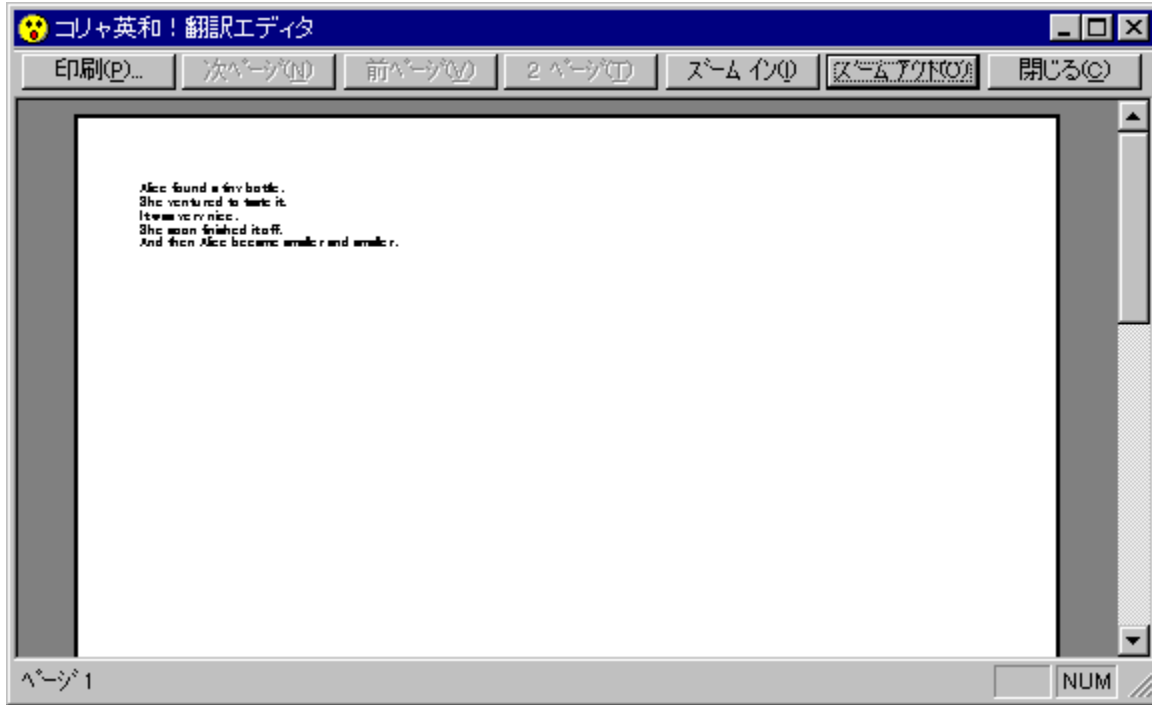 コリャ英和!翻訳エディタ
印刷(P)... 次ページ(N) 前ページ(V) 2 ページ(T) ズーム イン(I) ズーム アウト(O) 閉じる(C)
Alice found a tiny bottle.
She ventured to taste it.
It was very nice.
She soon finished it off.
And then Alice became smaller and smaller.
ページ 1 NUM